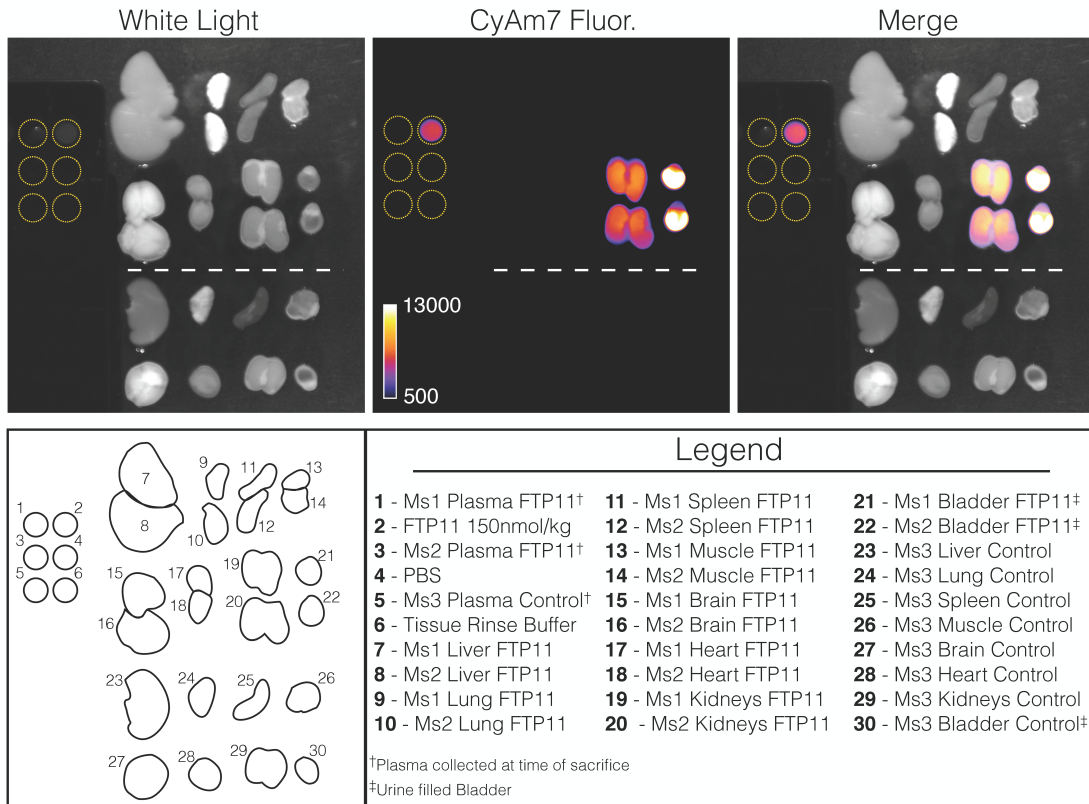 White Light
CyAm7 Fluor.
Merge
13000
500
1
2
3
4
5
6
7
8
9
10
11
12
13
14
15
16
17
18
19
20
21
22
23
24
25
26
27
28
29
30
Legend
1 - Ms1 Plasma FTP11†
2 - FTP11 150nmol/kg
3 - Ms2 Plasma FTP11†
4 - PBS
5 - Ms3 Plasma Control†
6 - Tissue Rinse Buffer
7 - Ms1 Liver FTP11
8 - Ms2 Liver FTP11
9 - Ms1 Lung FTP11
10 - Ms2 Lung FTP11
11 - Ms1 Spleen FTP11
12 - Ms2 Spleen FTP11
13 - Ms1 Muscle FTP11
14 - Ms2 Muscle FTP11
15 - Ms1 Brain FTP11
16 - Ms2 Brain FTP11
17 - Ms1 Heart FTP11
18 - Ms2 Heart FTP11
19 - Ms1 Kidneys FTP11
20 - Ms2 Kidneys FTP11
21 - Ms1 Bladder FTP11‡
22 - Ms2 Bladder FTP11‡
23 - Ms3 Liver Control
24 - Ms3 Lung Control
25 - Ms3 Spleen Control
26 - Ms3 Muscle Control
27 - Ms3 Brain Control
28 - Ms3 Heart Control
29 - Ms3 Kidneys Control
30 - Ms3 Bladder Control‡
†Plasma collected at time of sacrifice
‡Urine filled Bladder